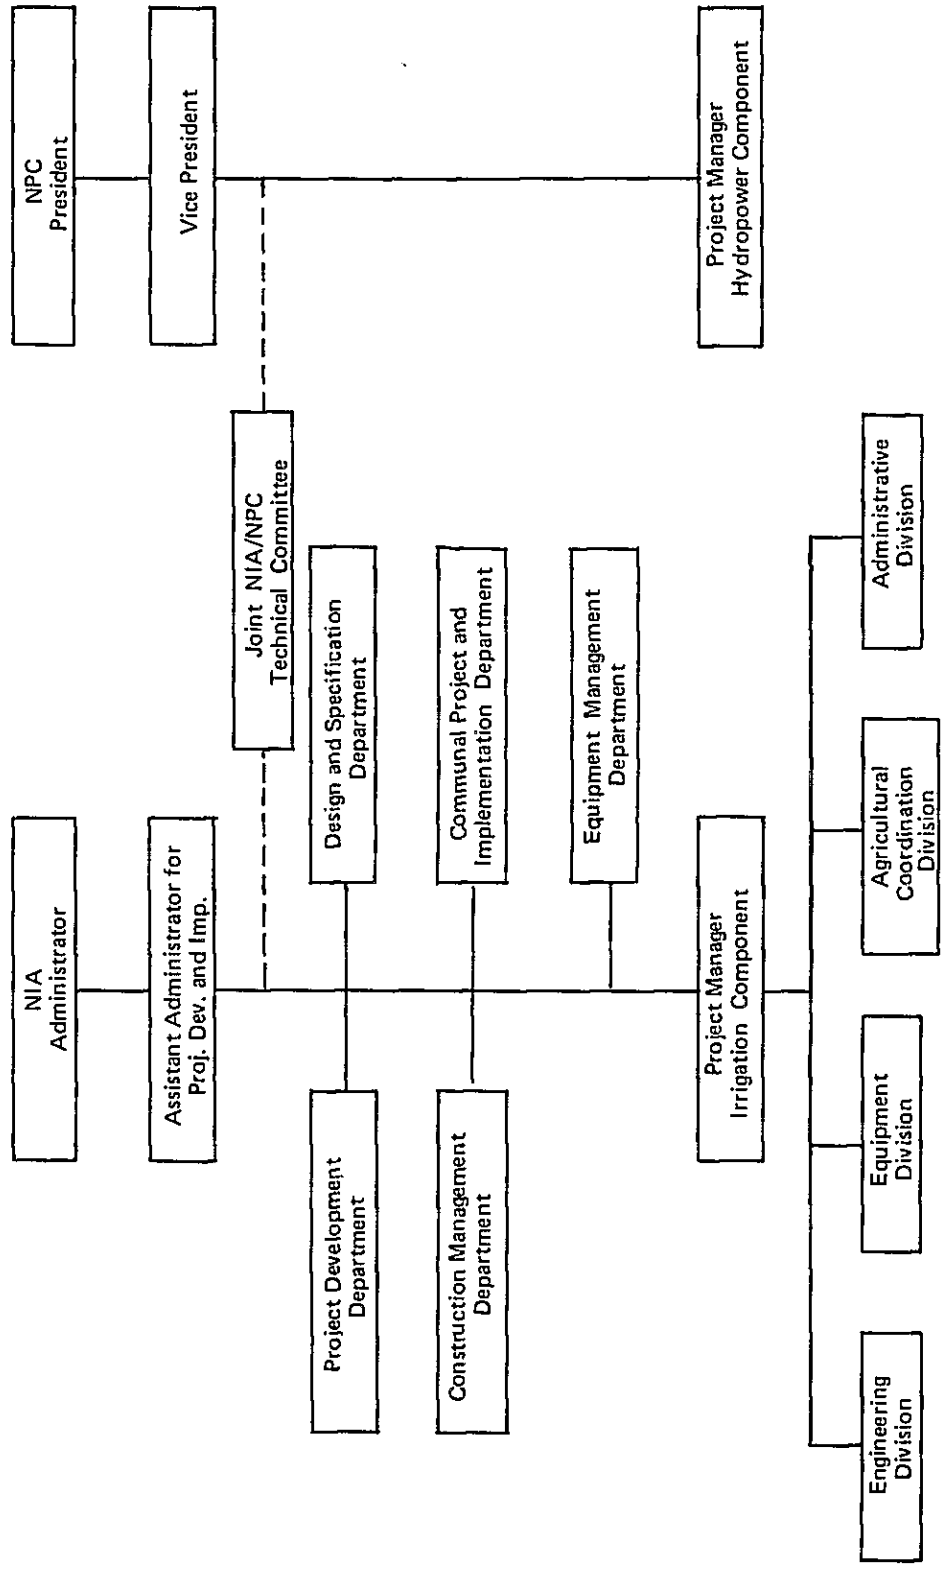 NIA
Administrator
NPC
President
Assistant Administrator for
Proj. Dev. and Imp.
Vice President
Joint NIA/NPC
Technical Committee
Project Development
Department
Design and Specification
Department
Construction Management
Department
Communal Project and
Implementation Department
Equipment Management
Department
Project Manager
Irrigation Component
Project Manager
Hydropower Component
Engineering
Division
Equipment
Division
Agricultural
Coordination
Division
Administrative
Division